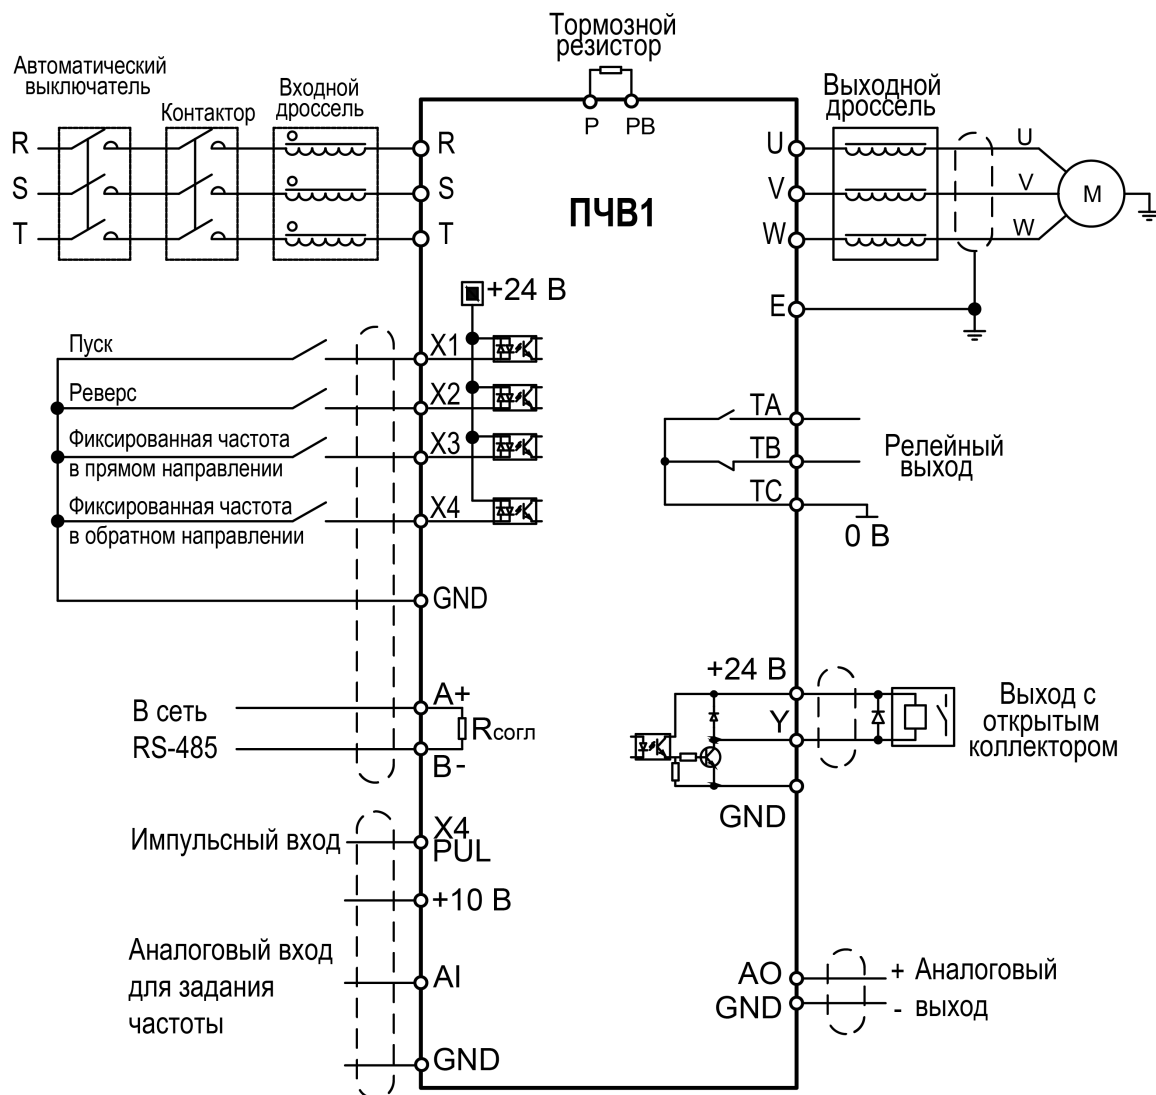 Тормозной
резистор
P PB
Автоматический
выключатель
Контактор
Входной
дроссель
Выходной
дроссель
R
S
T
R
S
T
ПЧВ1
U
V
W
U
V
W
M
E
+24 В
Пуск
X1
Реверс
X2
Фиксированная частота
в прямом направлении
X3
Фиксированная частота
в обратном направлении
X4
GND
TA
TB
TC
Релейный
выход
0 В
В сеть
RS-485
A+
Rсогл
B-
+24 В
Y
GND
Выход с
открытым
коллектором
Импульсный вход
X4
PUL
+10 В
Аналоговый вход
для задания
частоты
AI
GND
AO
GND
+ Аналоговый
- выход